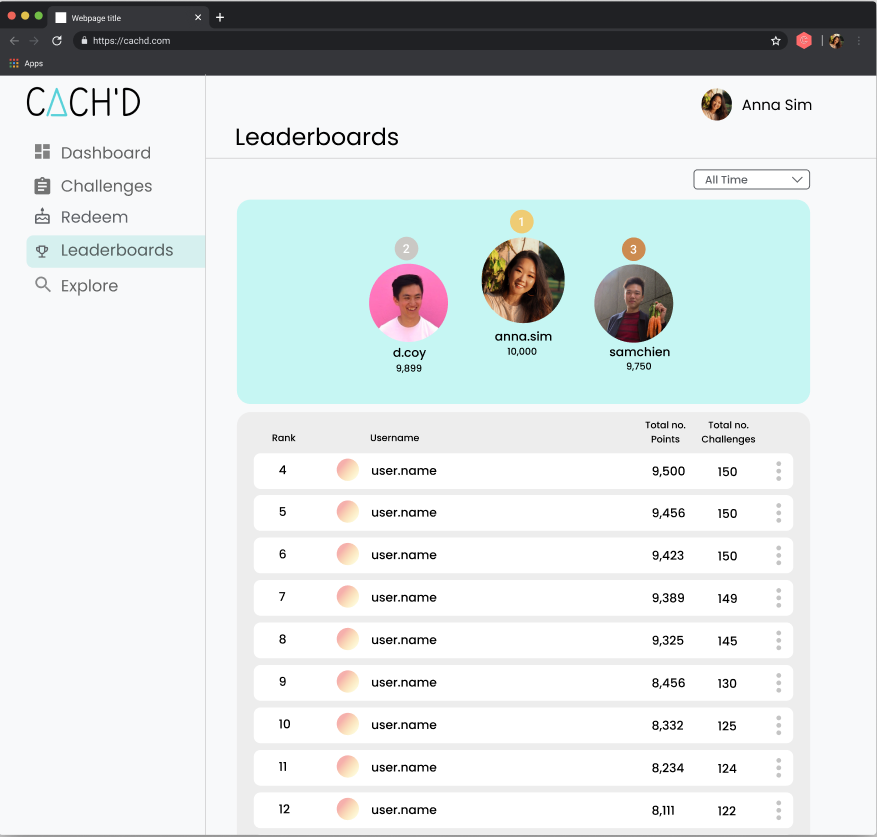 Webpage title
https://cachd.com
Apps
CACH'D
Anna Sim
Leaderboards
Dashboard
Challenges
Redeem
Leaderboards
Explore
All Time
1
2
3
anna.sim
10,000
d.coy
9,899
samchien
9,750
Rank Username Total no. Points Total no. Challenges
4 user.name 9,500 150
5 user.name 9,456 150
6 user.name 9,423 150
7 user.name 9,389 149
8 user.name 9,325 145
9 user.name 8,456 130
10 user.name 8,332 125
11 user.name 8,234 124
12 user.name 8,111 122